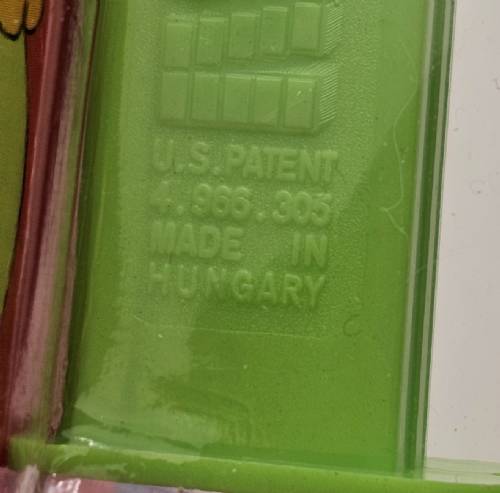 U.S. PATENT
4.966.305
MADE IN
HUNGARY